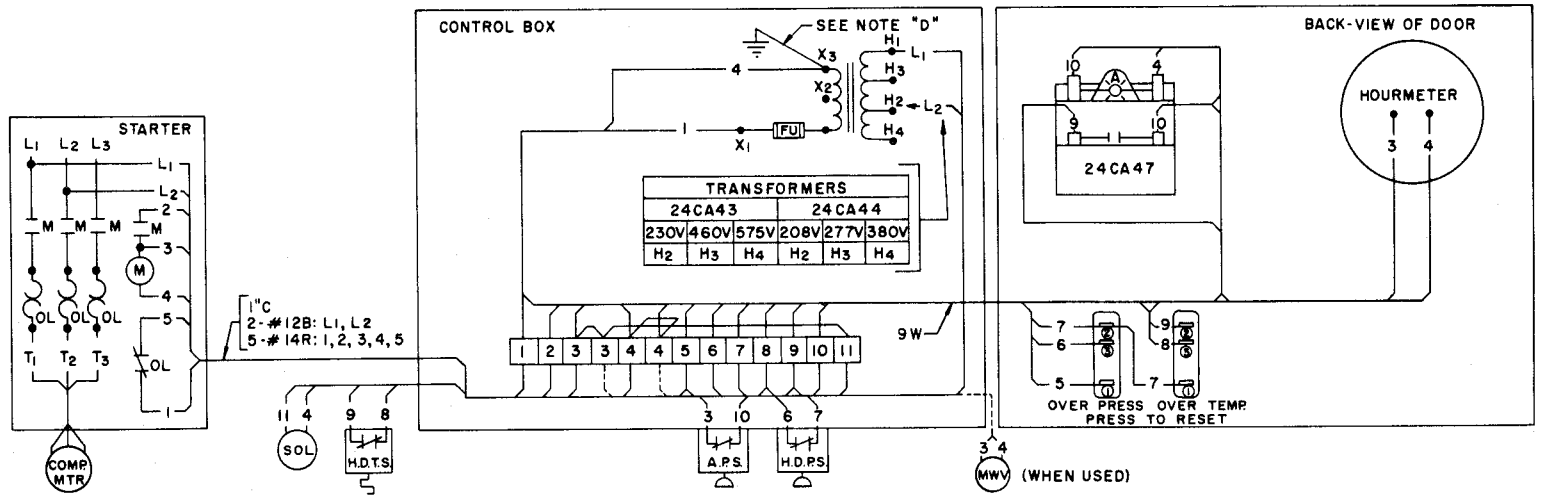 CONTROL BOX
SEE NOTE "D"
BACK-VIEW OF DOOR
H1
L1
X3
H3
4
X2
H2
L2
1
X1
FU
H4
10
A
4
9
10
24CA47
HOURMETER
3
4
STARTER
L1
L2
L3
L1
L2
2
M
M
M
M
3
M
4
OL
OL
OL
5
T1
T2
T3
OL
1
COMP.
MTR
1"C
2-#12B: L1, L2
5-#14R: 1, 2, 3, 4, 5
TRANSFORMERS
24CA43
24CA44
230V 460V 575V 208V 277V 380V
H2 H3 H4 H2 H3 H4
9W
1 2 3 3 4 4 5 6 7 8 9 10 11
11
4
SOL
9
8
H.D.T.S.
3
10
A.P.S.
6
7
H.D.P.S.
3
4
MWV
(WHEN USED)
7
2
6
3
5
1
9
2
8
3
7
1
OVER PRESS
OVER TEMP.
PRESS TO RESET